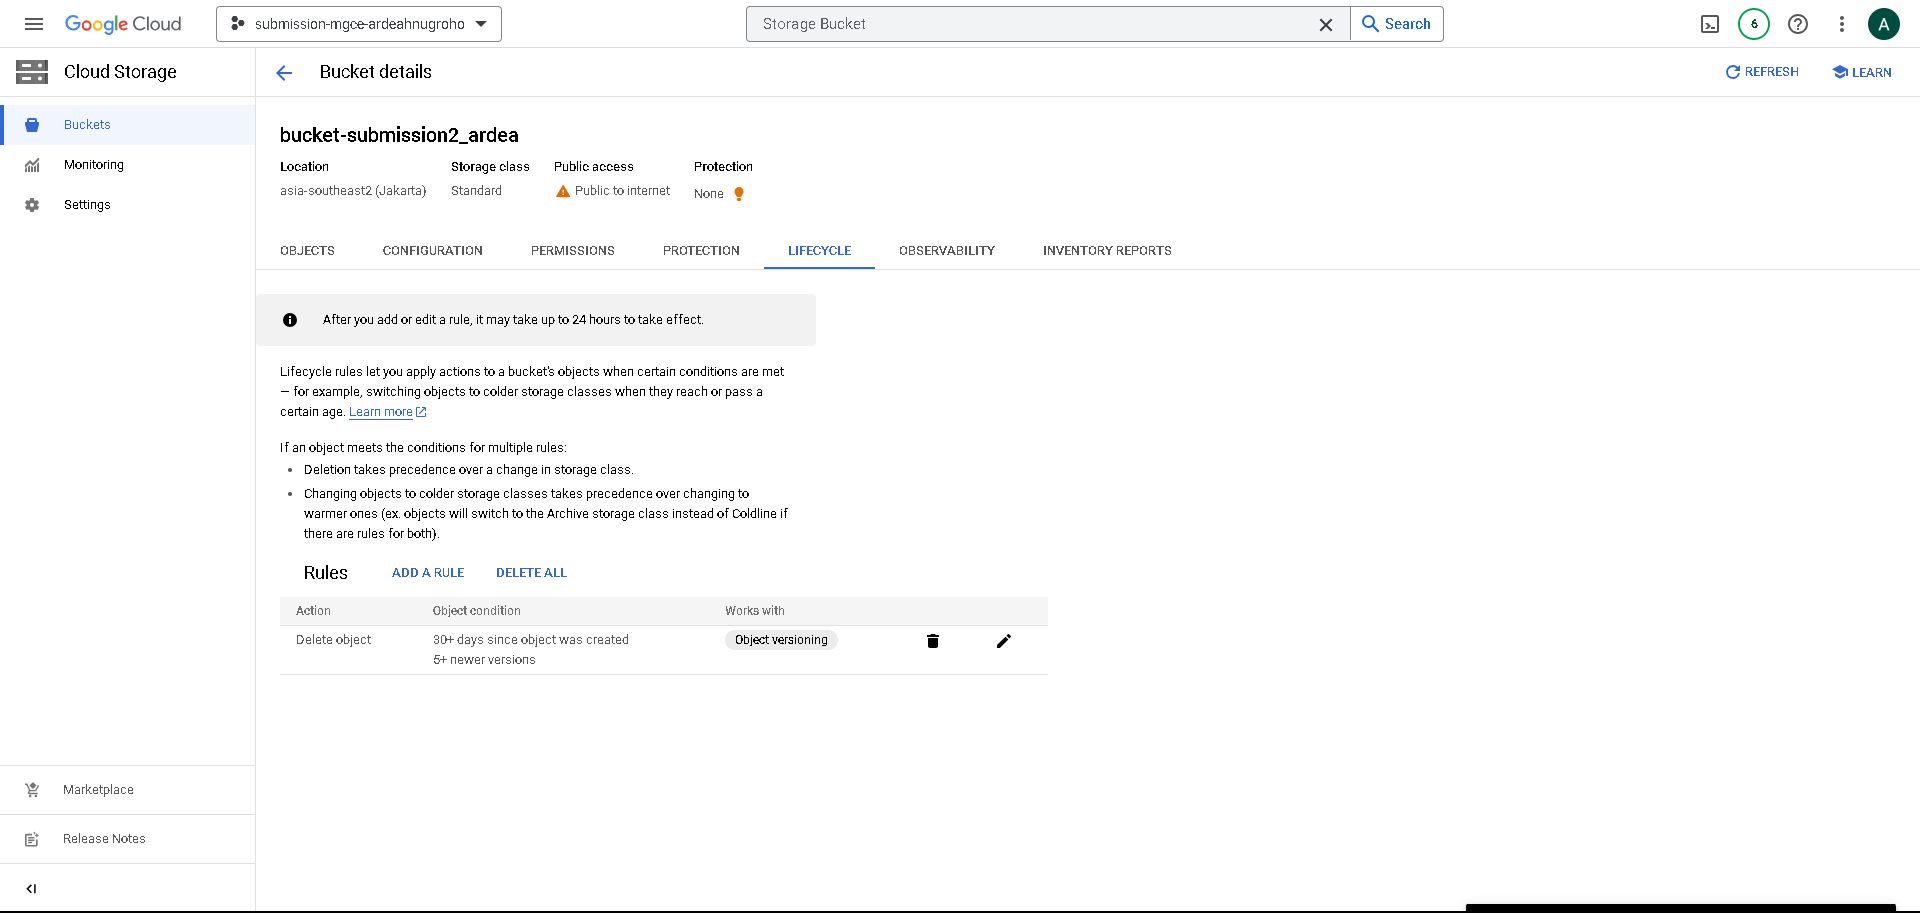 Google Cloud
submission-mgce-ardeahnugroho
Storage Bucket
Search
6
A
Cloud Storage
Bucket details
REFRESH
LEARN
Buckets
Monitoring
Settings
bucket-submission2_ardea
Location
Storage class
Public access
Protection
asia-southeast2 (Jakarta)
Standard
Public to internet
None
OBJECTS
CONFIGURATION
PERMISSIONS
PROTECTION
LIFECYCLE
OBSERVABILITY
INVENTORY REPORTS
After you add or edit a rule, it may take up to 24 hours to take effect.
Lifecycle rules let you apply actions to a bucket's objects when certain conditions are met
— for example, switching objects to colder storage classes when they reach or pass a
certain age. Learn more
If an object meets the conditions for multiple rules:
• Deletion takes precedence over a change in storage class.
• Changing objects to colder storage classes takes precedence over changing to
warmer ones (ex. objects will switch to the Archive storage class instead of Coldline if
there are rules for both).
Rules
ADD A RULE
DELETE ALL
Action
Object condition
Works with
Delete object
30+ days since object was created
5+ newer versions
Object versioning
Marketplace
Release Notes